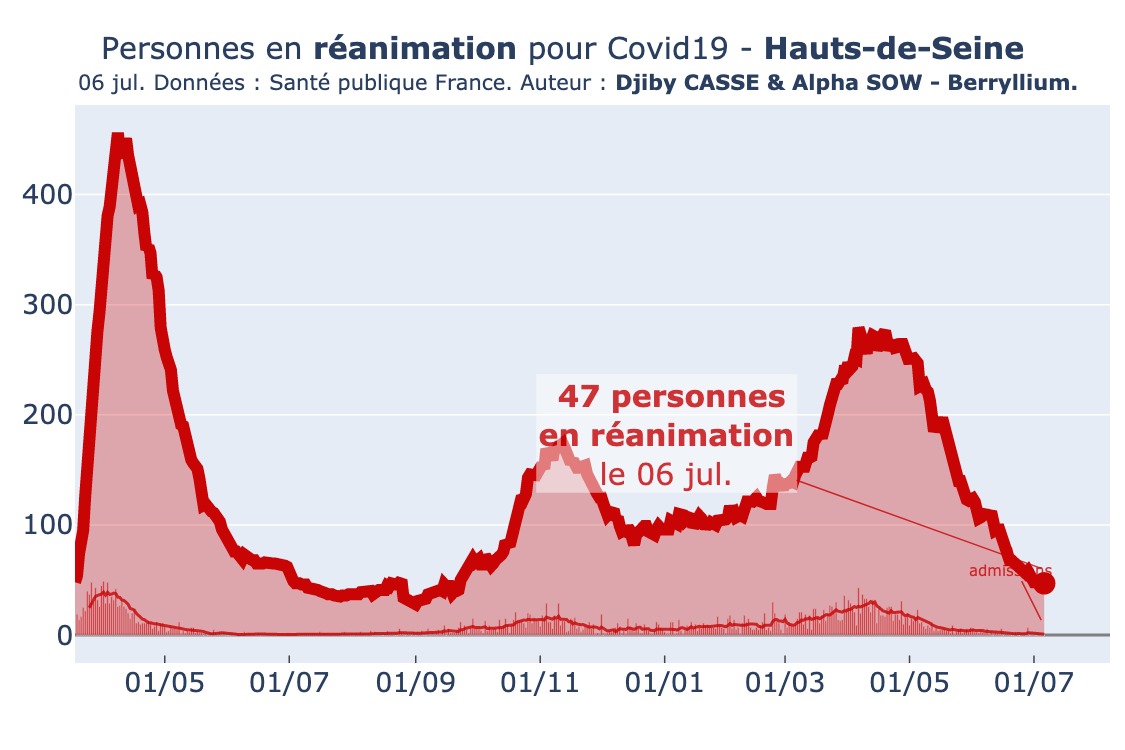 Personnes en réanimation pour Covid19 - Hauts-de-Seine
06 jul. Données : Santé publique France. Auteur : Djiby CASSE & Alpha SOW - Berryllium.
400
300
200
100
0
47 personnes
en réanimation
le 06 jul.
admissions
01/05 01/07 01/09 01/11 01/01 01/03 01/05 01/07